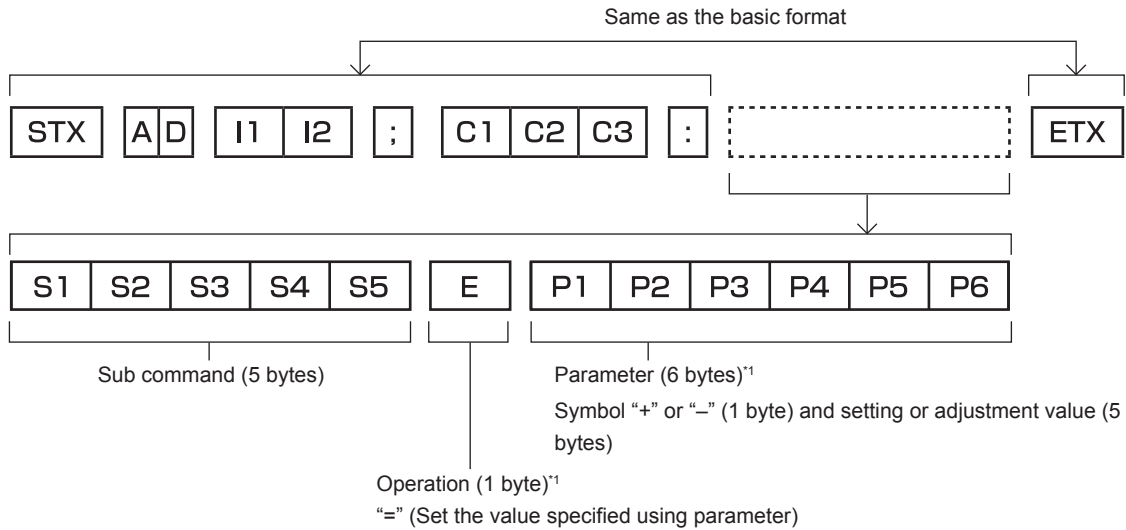 Same as the basic format
STX AD I1 I2 ; C1 C2 C3 : ETX
S1 S2 S3 S4 S5 E P1 P2 P3 P4 P5 P6
Sub command (5 bytes)
Parameter (6 bytes)*1
Symbol “+” or “–” (1 byte) and setting or adjustment value (5
bytes)
Operation (1 byte)*1
“=” (Set the value specified using parameter)